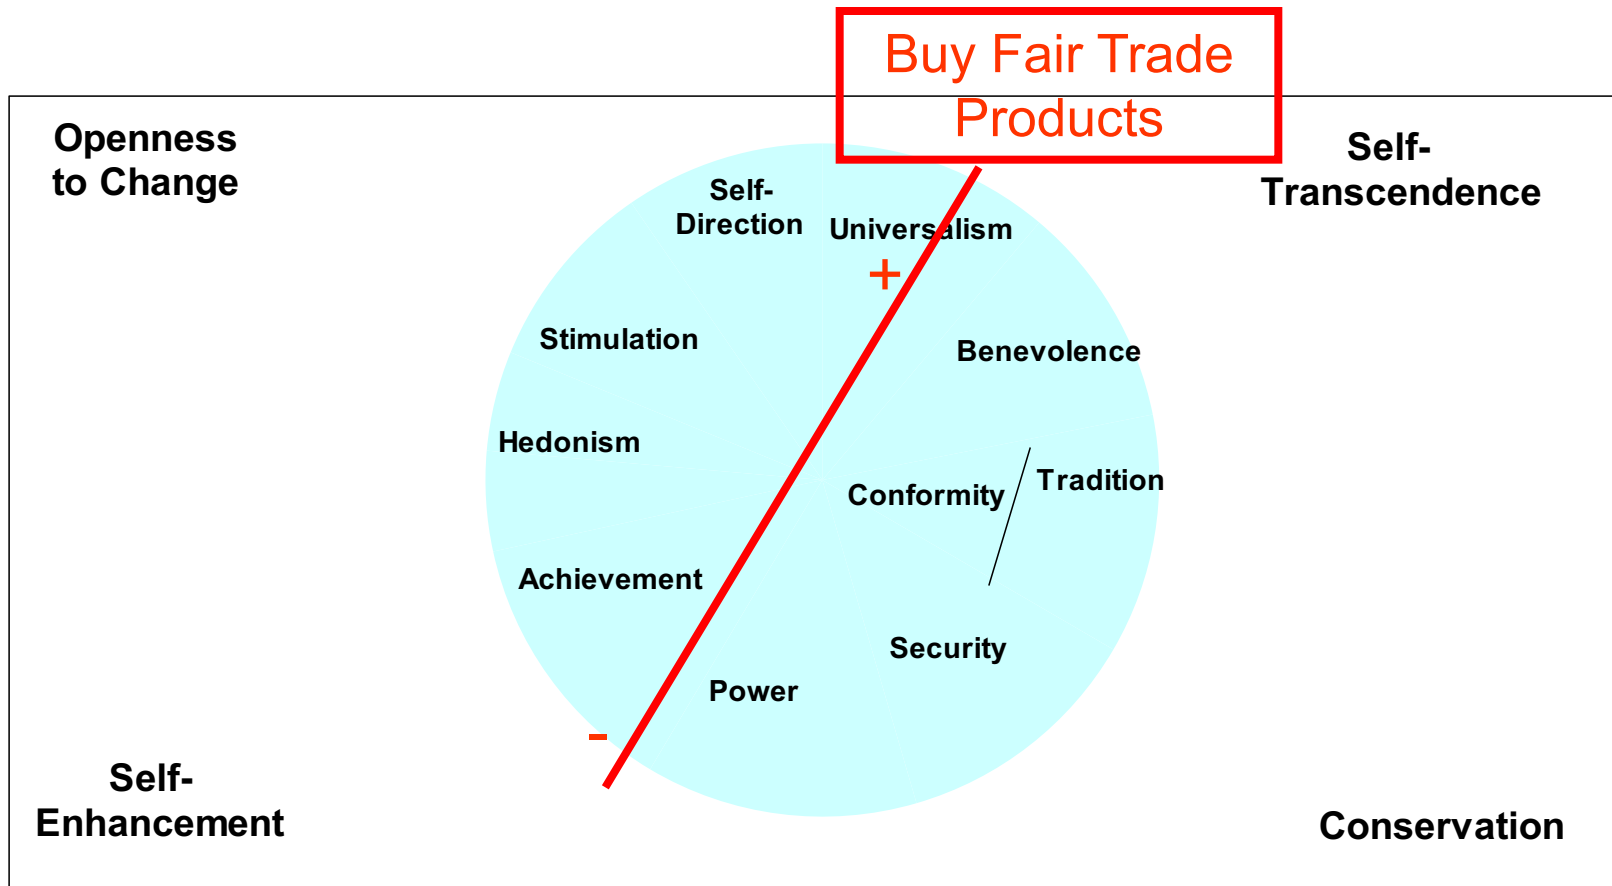 Buy Fair Trade
Products
Openness
to Change
Self-
Transcendence
Self-
Direction
Universalism
+
Stimulation
Benevolence
Hedonism
Conformity
Tradition
Achievement
Security
Power
-
Self-
Enhancement
Conservation